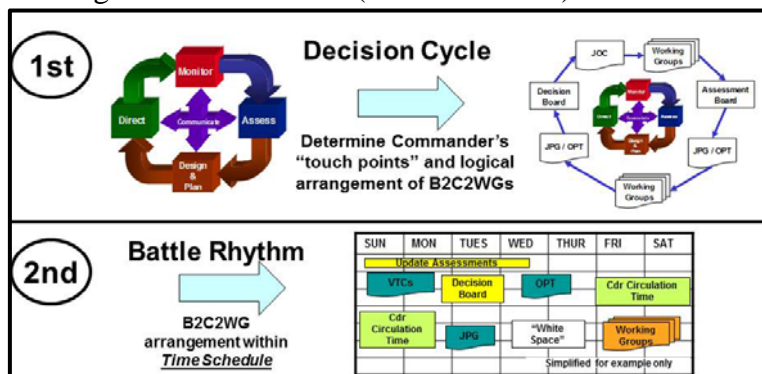 1st
Decision Cycle
Monitor
Direct
Communicate
Assess
Design
&
Plan
Determine Commander's
"touch points" and logical
arrangement of B2C2WGs
JOC
Working
Groups
Decision
Board
Assessment
Board
Monitor
Direct
JPG / OPT
JPG / OPT
Working
Groups
2nd
Battle Rhythm
B2C2WG
arrangement within
Time Schedule
SUN MON TUES WED THUR FRI SAT
Update Assessments
VTCs
Decision
Board
OPT
Cdr Circulation
Time
Cdr
Circulation
Time
JPG
"White
Space"
Working
Groups
Simplified for example only